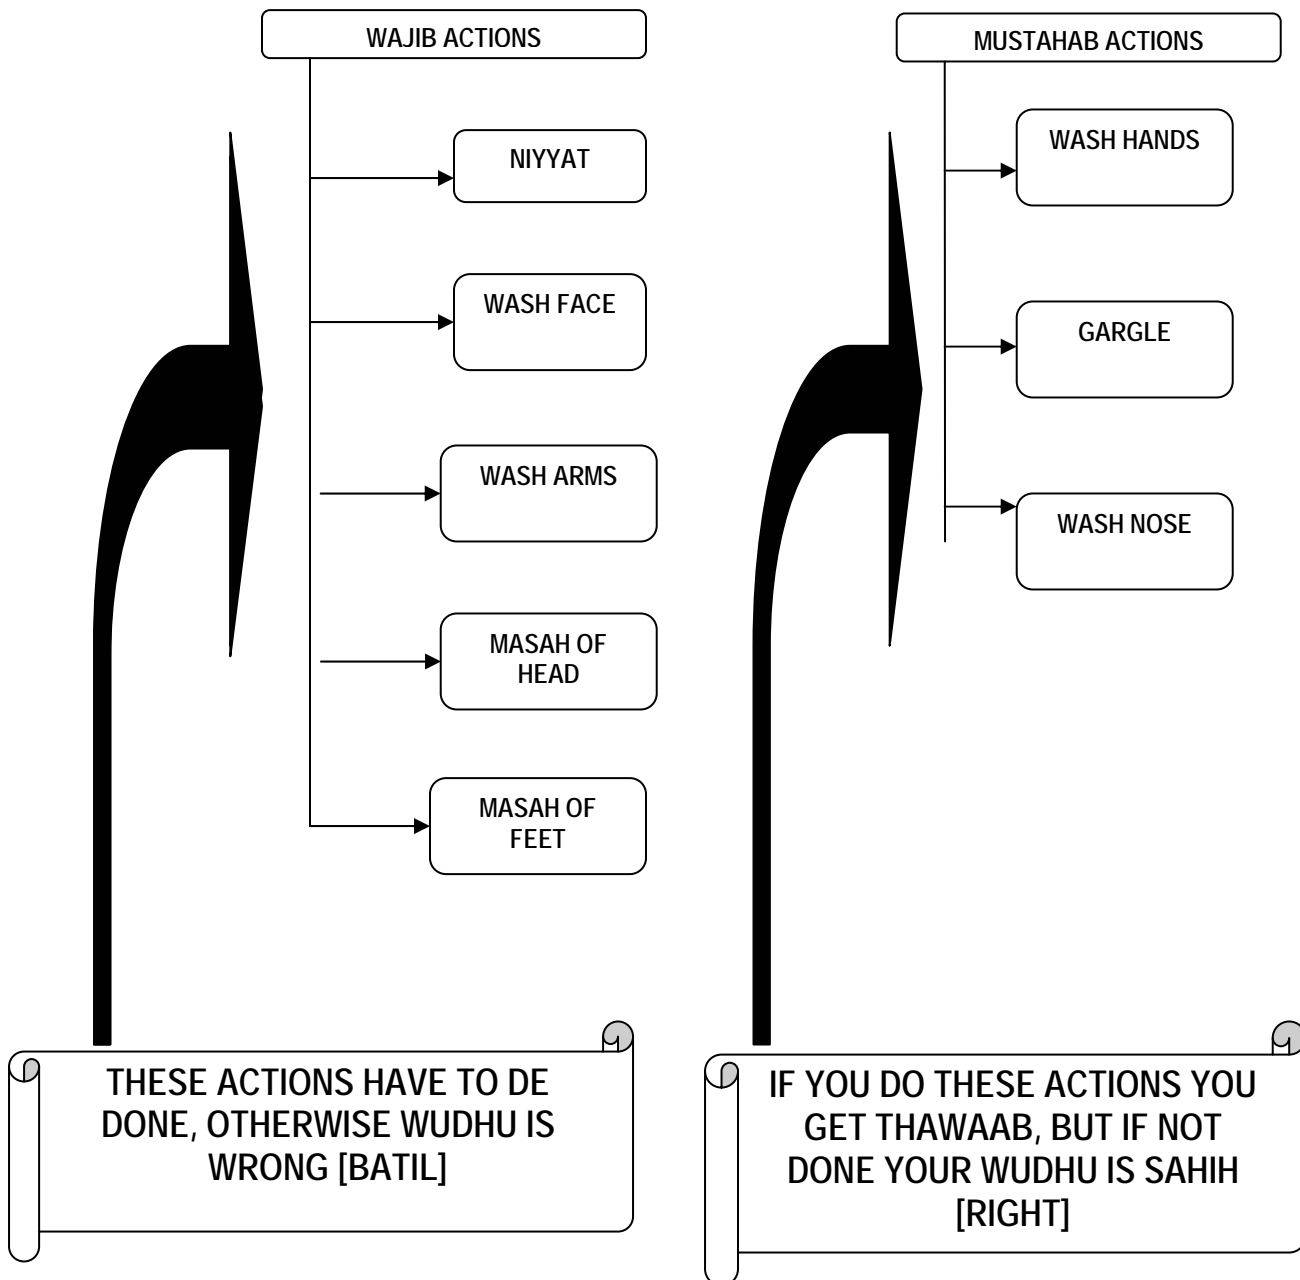 WAJIB ACTIONS
NIYYAT
WASH FACE
WASH ARMS
MASAH OF
HEAD
MASAH OF
FEET
THESE ACTIONS HAVE TO DE
DONE, OTHERWISE WUDHU IS
WRONG [BATIL]
MUSTAHAB ACTIONS
WASH HANDS
GARGLE
WASH NOSE
IF YOU DO THESE ACTIONS YOU
GET THAWAAB, BUT IF NOT
DONE YOUR WUDHU IS SAHIH
[RIGHT]